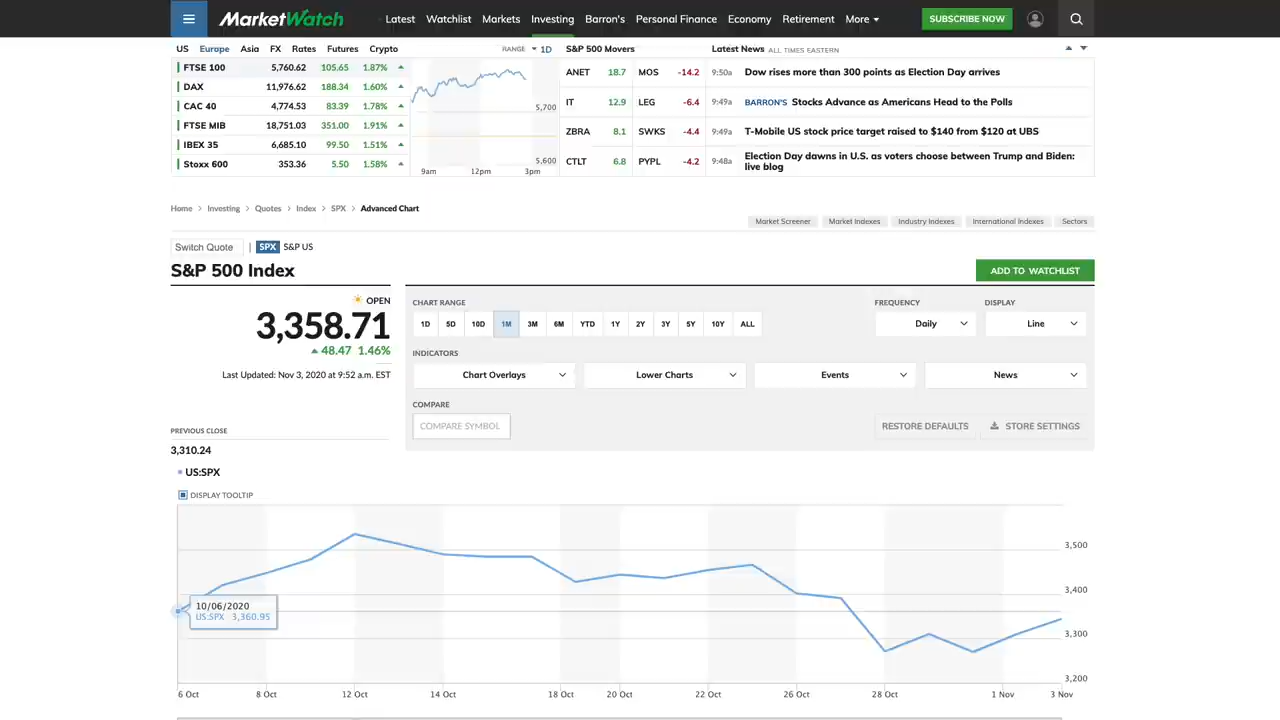 MarketWatch Latest Watchlist Markets Investing Barron's Personal Finance Economy Retirement More SUBSCRIBE NOW
US Europe Asia FX Rates Futures Crypto RANGE 1D S&P 500 Movers Latest News ALL TIMES EASTERN
FTSE 100 5,760.62 105.65 1.87%
DAX 11,976.62 188.34 1.60%
CAC 40 4,774.53 83.39 1.78%
FTSE MIB 18,751.03 351.00 1.91%
IBEX 35 6,685.10 99.50 1.51%
Stoxx 600 353.36 5.50 1.58%
5,700
5,600
9am 12pm 3pm
ANET 18.7 MOS -14.2
IT 12.9 LEG -6.4
ZBRA 8.1 SWKS -4.4
CTLT 6.8 PYPL -4.2
9:50a Dow rises more than 300 points as Election Day arrives
9:49a BARRON'S Stocks Advance as Americans Head to the Polls
9:49a T-Mobile US stock price target raised to $140 from $120 at UBS
9:48a Election Day dawns in U.S. as voters choose between Trump and Biden:
live blog
Home > Investing > Quotes > Index > SPX > Advanced Chart
Market Screener Market Indexes Industry Indexes International Indexes Sectors
Switch Quote | SPX S&P US
S&P 500 Index
ADD TO WATCHLIST
OPEN
3,358.71
48.47 1.46%
Last Updated: Nov 3, 2020 at 9:52 a.m. EST
PREVIOUS CLOSE
3,310.24
CHART RANGE FREQUENCY DISPLAY
1D 5D 10D 1M 3M 6M YTD 1Y 2Y 3Y 5Y 10Y ALL Daily Line
INDICATORS
Chart Overlays Lower Charts Events News
COMPARE
COMPARE SYMBOL RESTORE DEFAULTS STORE SETTINGS
US:SPX
DISPLAY TOOLTIP
3,500
3,400
3,300
3,200
10/06/2020
US:SPX 3,360.95
6 Oct 8 Oct 12 Oct 14 Oct 18 Oct 20 Oct 22 Oct 26 Oct 28 Oct 1 Nov 3 Nov